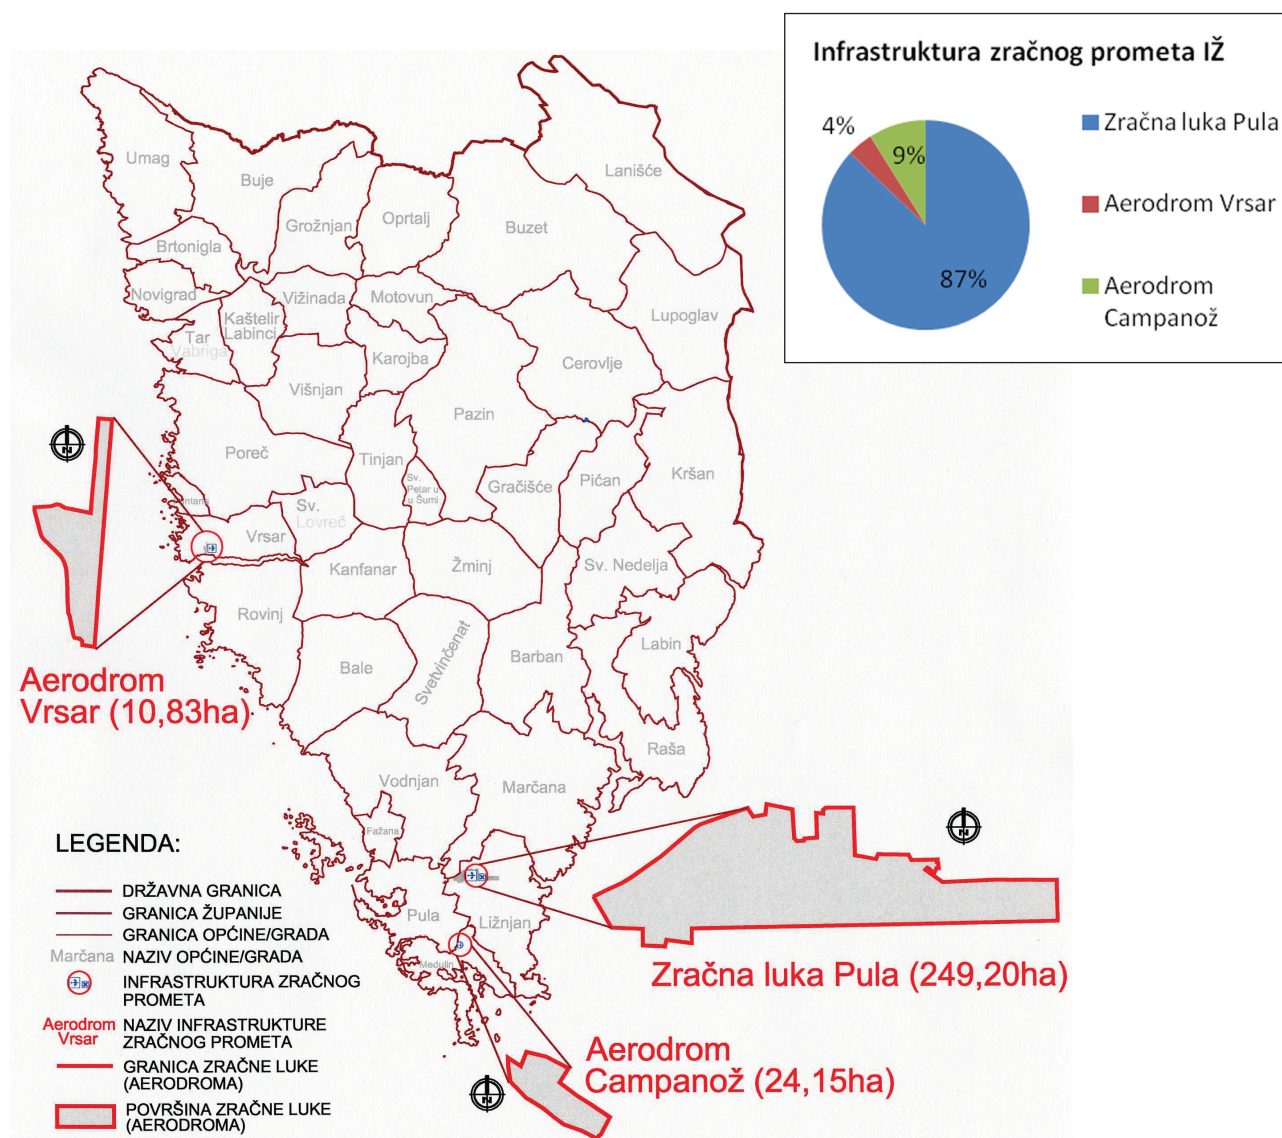 Infrastruktura zračnog prometa IŽ
4%
9%
87%
Zračna luka Pula
Aerodrom Vrsar
Aerodrom
Campanož
Umag
Buje
Grožnjan
Oprtalj
Buzet
Lanišće
Brtonigla
Novigrad
Vižinada
Motovun
Lupoglav
Kaštelir
Labinci
Tar
Vabriga
Karojba
Cerovlje
Višnjan
Pazin
Poreč
Tinjan
Sv.
Petar u
u Šumi
Gračišće
Pićan
Kršan
Sv.
Lovreč
Vrsar
Kanfanar
Žminj
Sv. Nedelja
Rovinj
Bale
Svetvinčenat
Barban
Labin
Aerodrom
Vrsar (10,83ha)
Raša
Vodnjan
Marčana
Fažana
Pula
Ližnjan
Medulin
N
N
N
Zračna luka Pula (249,20ha)
Aerodrom
Campanož (24,15ha)
LEGENDA:
DRŽAVNA GRANICA
GRANICA ŽUPANIJE
GRANICA OPĆINE/GRADA
Marčana NAZIV OPĆINE/GRADA
INFRASTRUKTURA ZRAČNOG
PROMETA
Aerodrom NAZIV INFRASTRUKTURE
Vrsar ZRAČNOG PROMETA
GRANICA ZRAČNE LUKE
(AERODROMA)
POVRŠINA ZRAČNE LUKE
(AERODROMA)